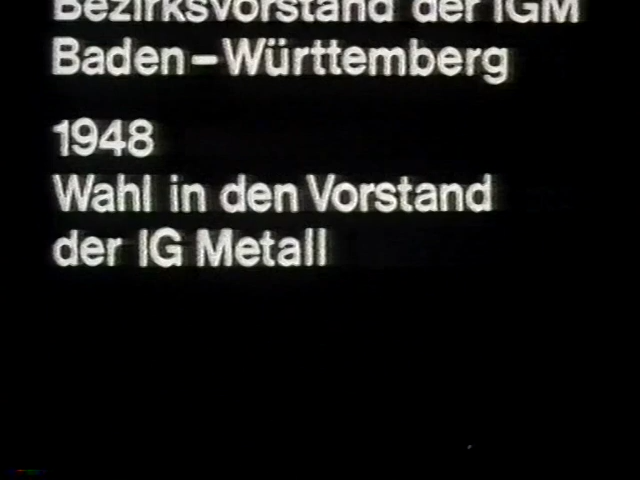 Bezirksvorstand der IGM
Baden-Württemberg
1948
Wahl in den Vorstand
der IG Metall